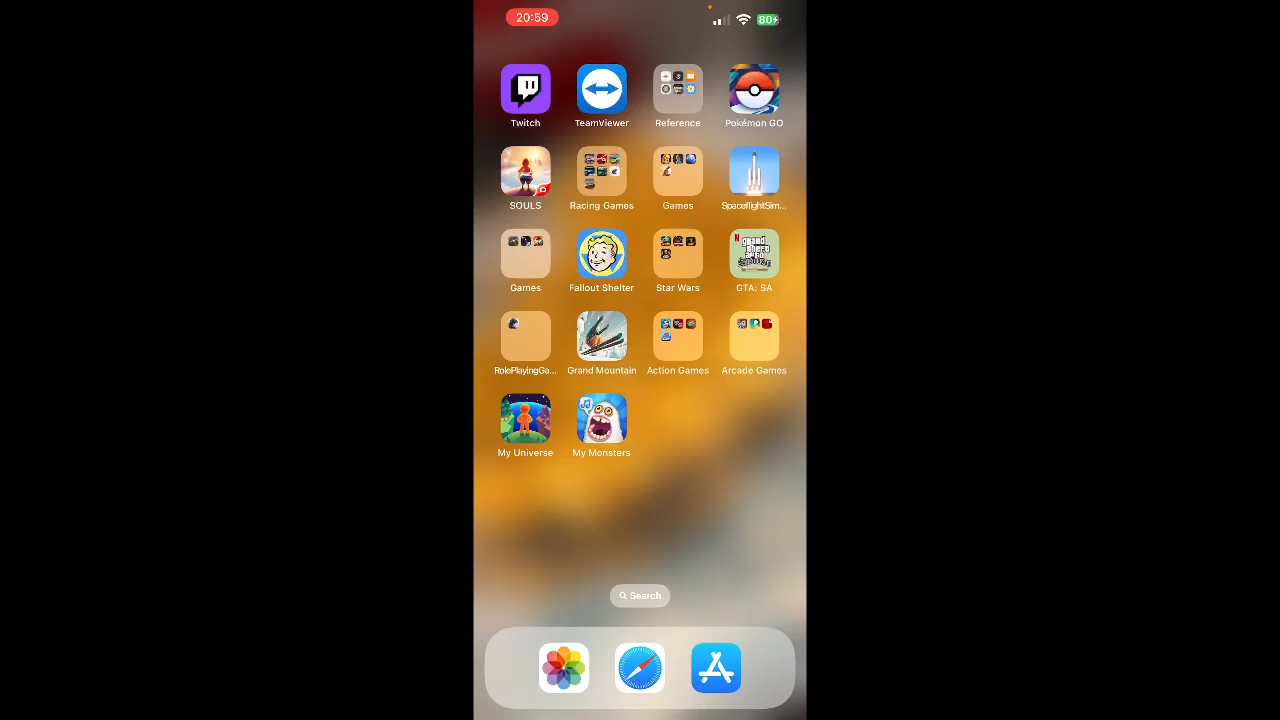 20:59
80
Twitch
TeamViewer
Reference
Pokémon GO
SOULS
Racing Games
Games
SpaceflightSim...
Games
Fallout Shelter
Star Wars
GTA: SA
RolePlayingGa...
Grand Mountain
Action Games
Arcade Games
My Universe
My Monsters
Search